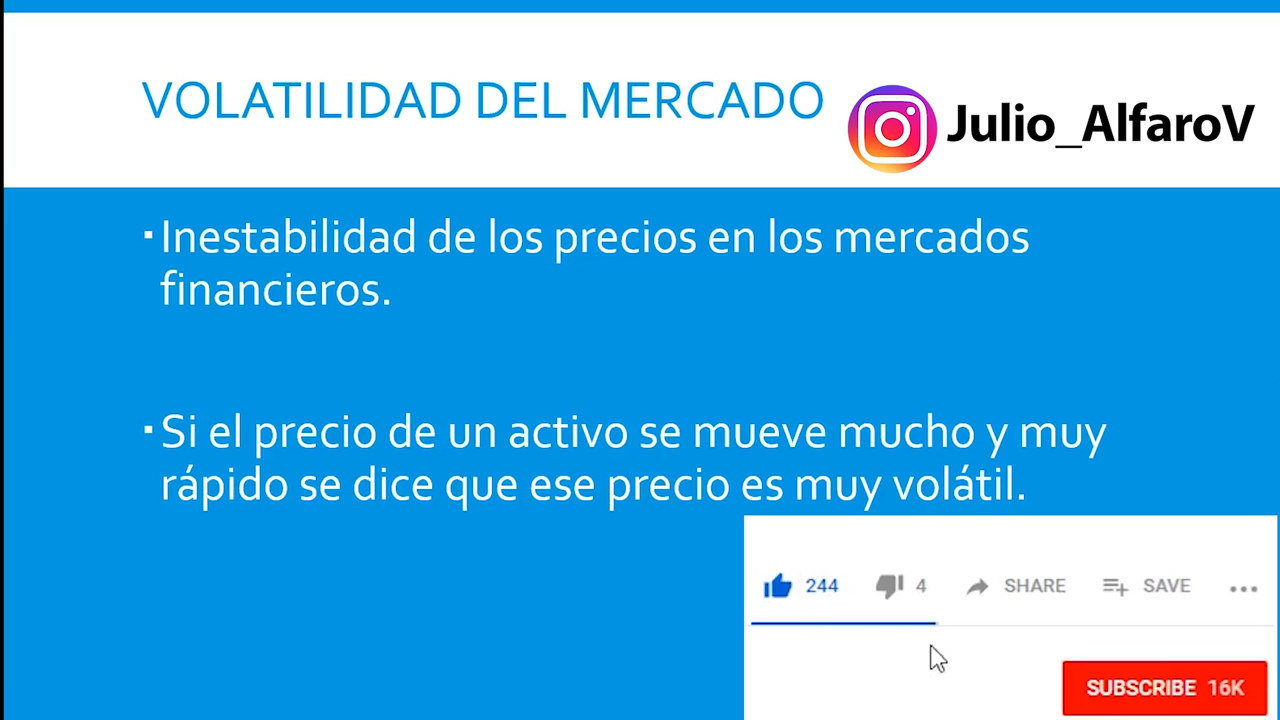 VOLATILIDAD DEL MERCADO
Julio_AlfaroV
▪Inestabilidad de los precios en los mercados
financieros.
▪Si el precio de un activo se mueve mucho y muy
rápido se dice que ese precio es muy volátil.
244 4 SHARE SAVE
SUBSCRIBE 16K